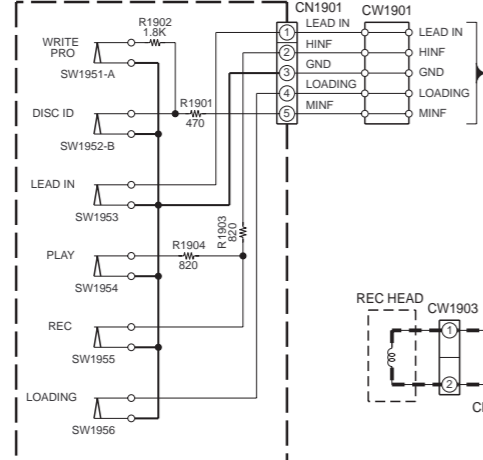 CN1901
CW1901
R1902
1.8K
WRITE
PRO
SW1951-A
1 LEAD IN
2 HINF
3 GND
4 LOADING
5 MINF
LEAD IN
HINF
GND
LOADING
MINF
DISC ID
R1901
470
SW1952-B
LEAD IN
SW1953
R1903
820
PLAY
R1904
820
SW1954
REC
SW1955
LOADING
SW1956
REC HEAD
CW1903
1
2